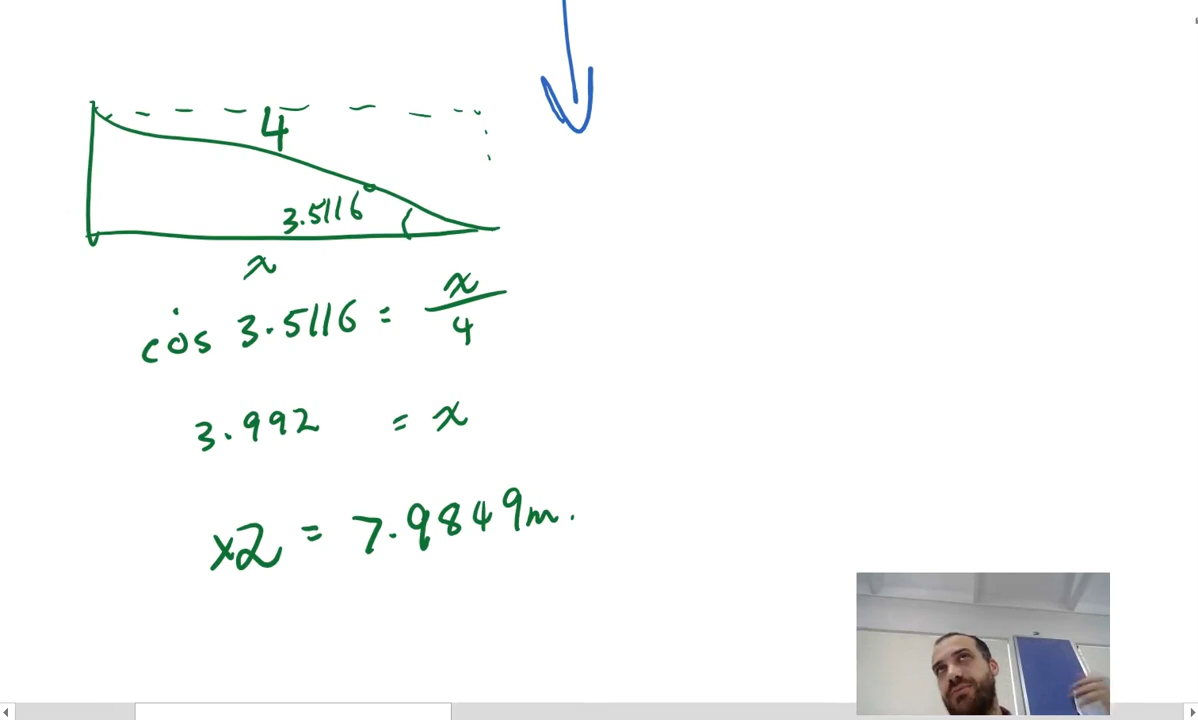 4
3.5116°
x
cos 3.5116 = x/4
3.992 = x
x2 = 7.9849m.